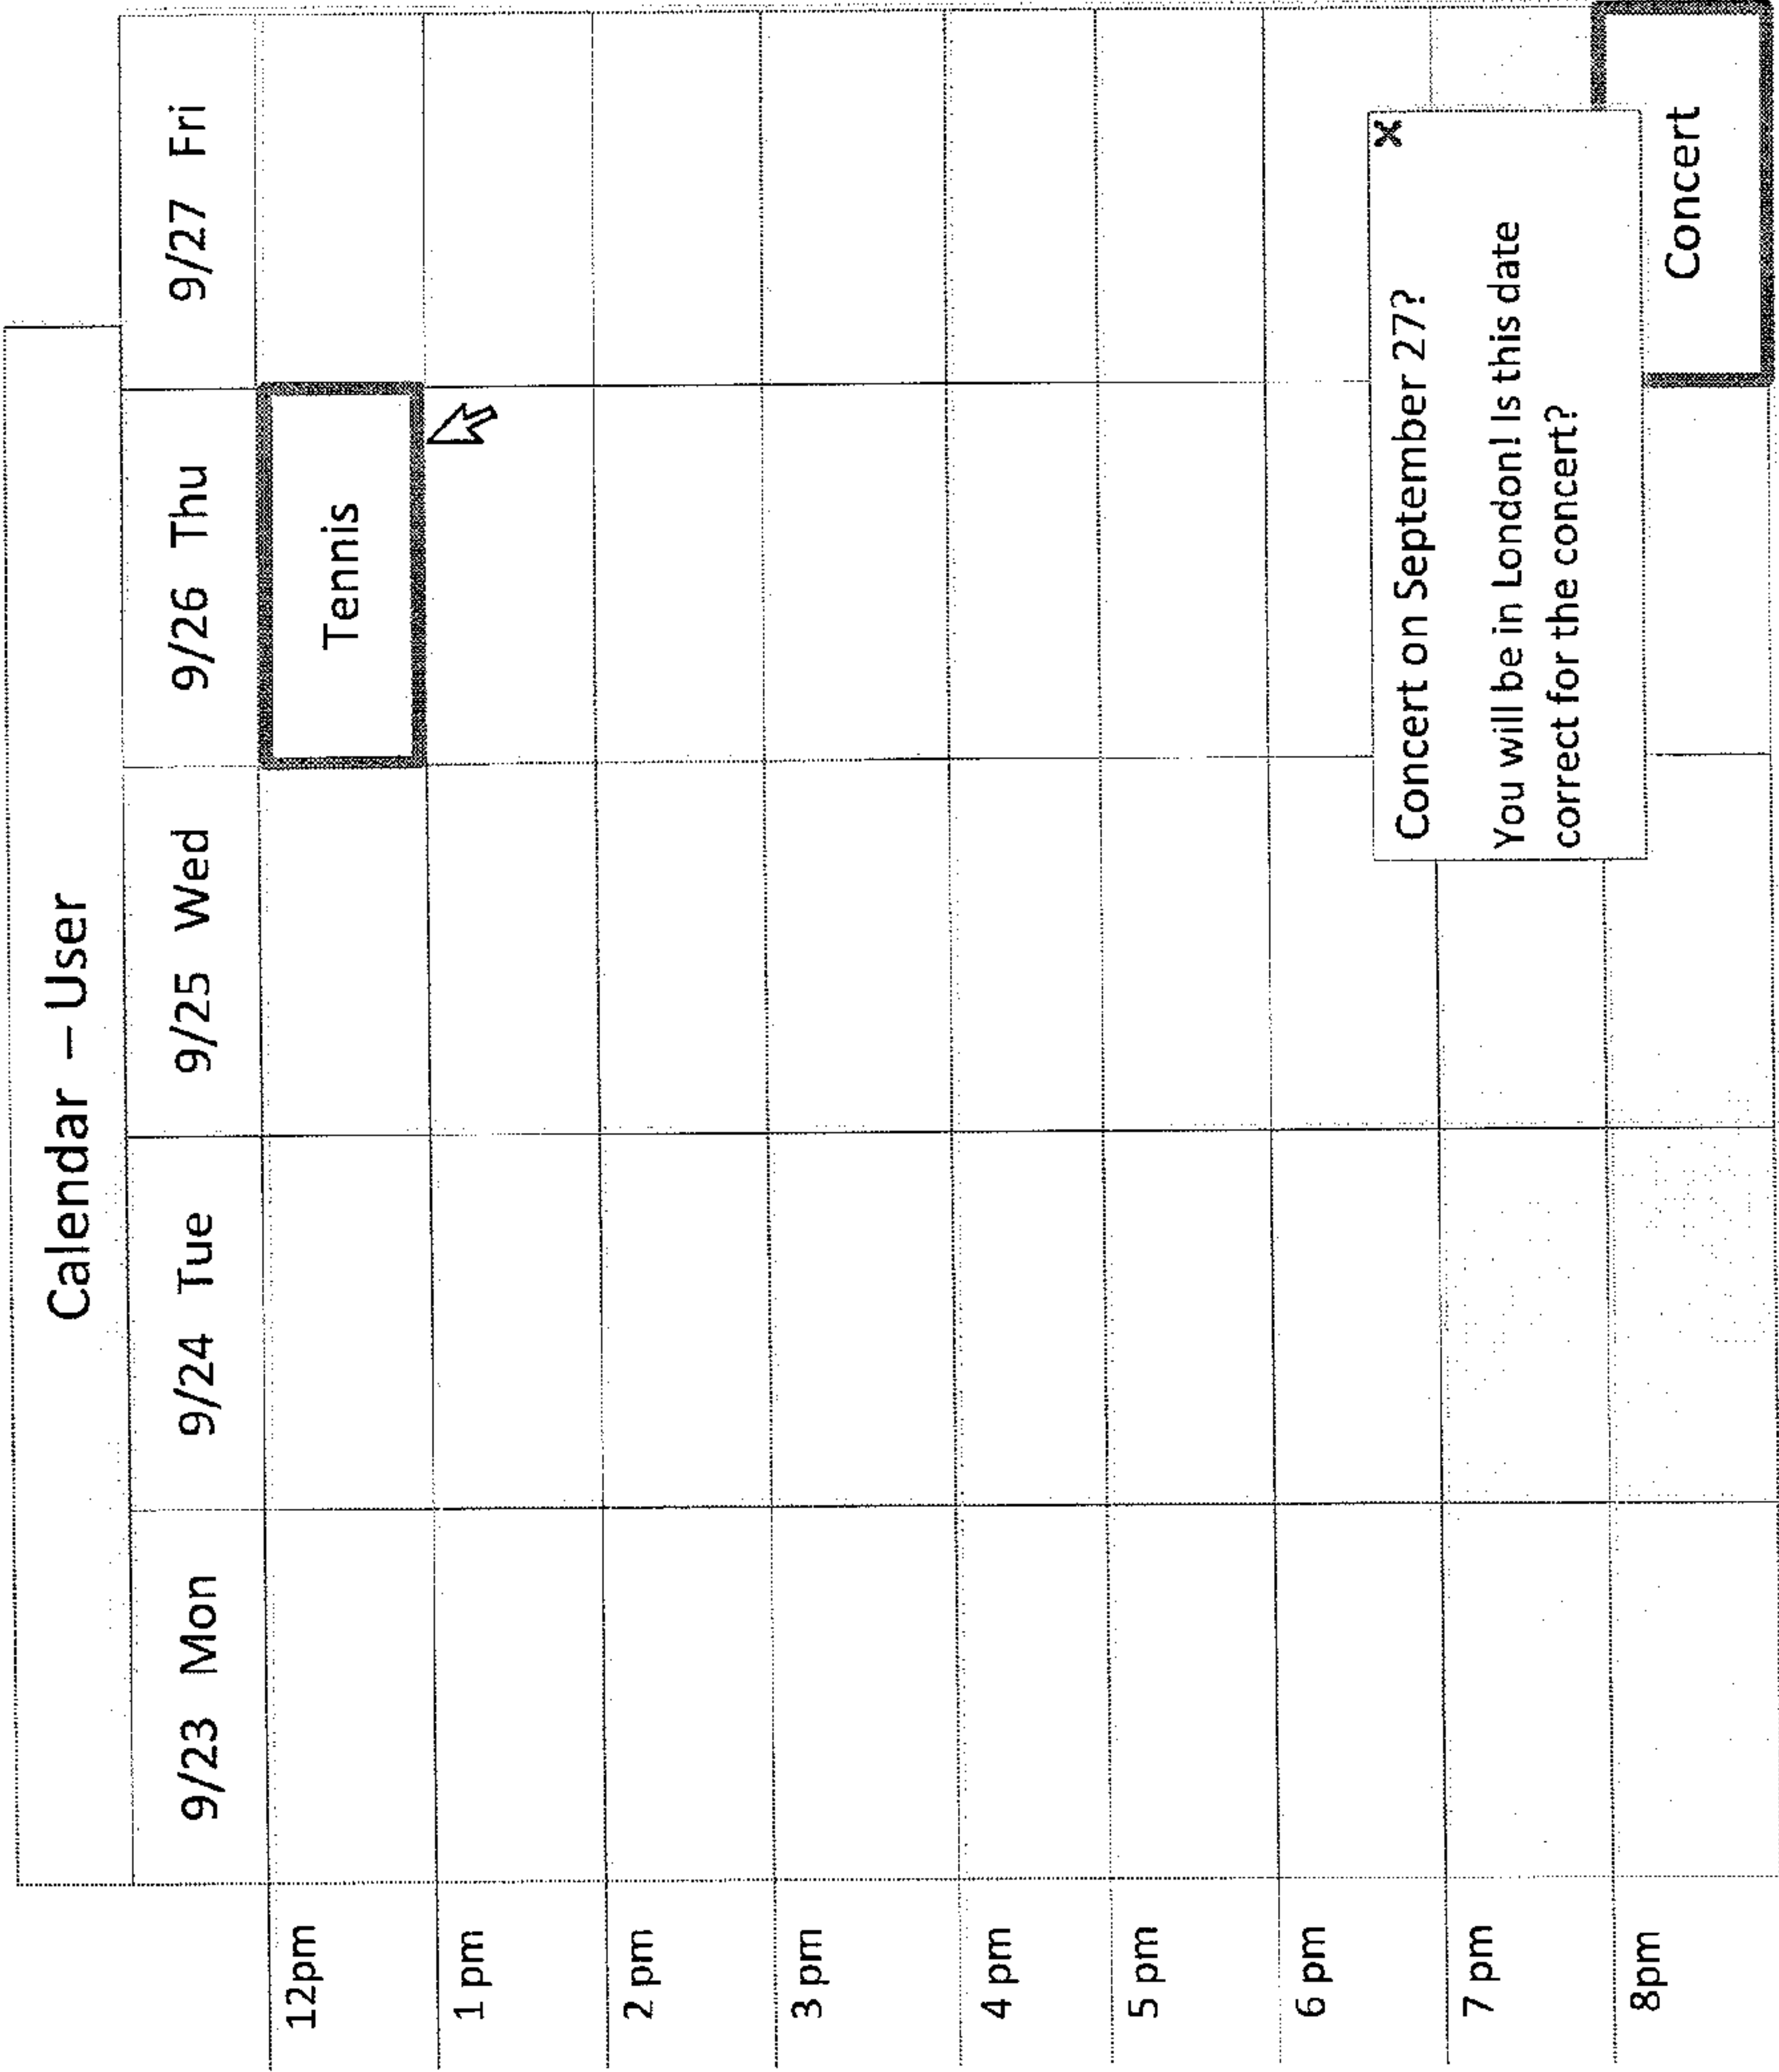 Calendar – User
9/23 Mon
9/24 Tue
9/25 Wed
9/26 Thu
9/27 Fri
12pm
Tennis
1 pm
2 pm
3 pm
4 pm
5 pm
6 pm
x
Concert on September 27?
You will be in London! Is this date
correct for the concert?
7 pm
8pm
Concert